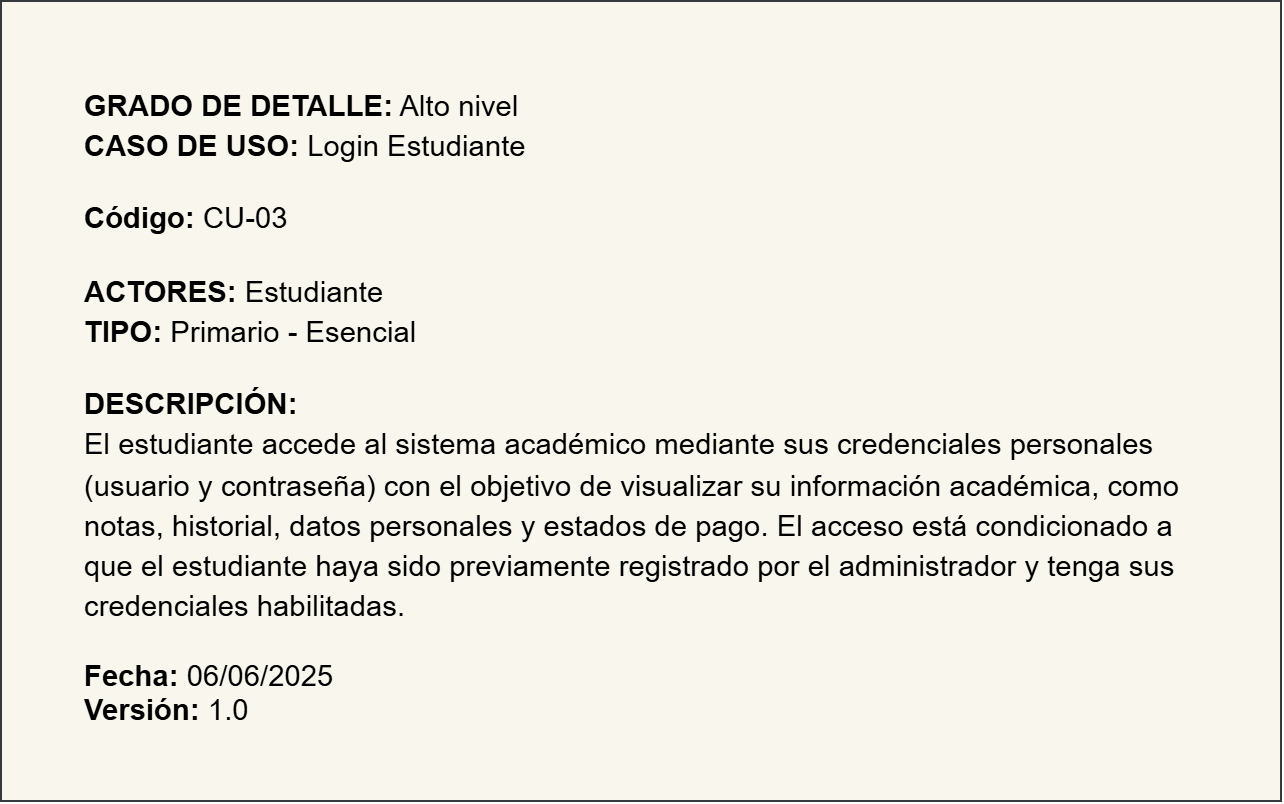 GRADO DE DETALLE: Alto nivel
CASO DE USO: Login Estudiante
Código: CU-03
ACTORES: Estudiante
TIPO: Primario - Esencial
DESCRIPCIÓN:
El estudiante accede al sistema académico mediante sus credenciales personales
(usuario y contraseña) con el objetivo de visualizar su información académica, como
notas, historial, datos personales y estados de pago. El acceso está condicionado a
que el estudiante haya sido previamente registrado por el administrador y tenga sus
credenciales habilitadas.
Fecha: 06/06/2025
Versión: 1.0